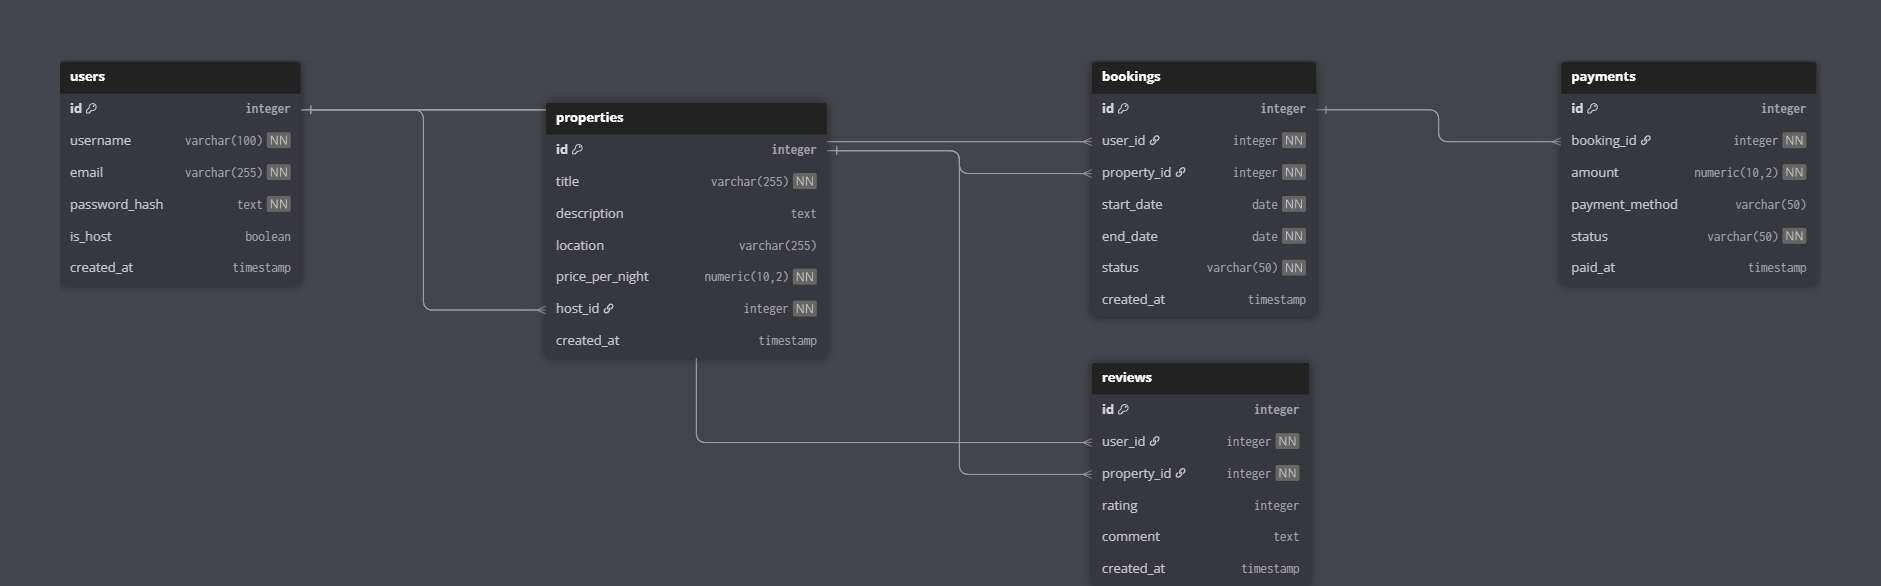 users
id integer
username varchar(100) NN
email varchar(255) NN
password_hash text NN
is_host boolean
created_at timestamp
properties
id integer
title varchar(255) NN
description text
location varchar(255)
price_per_night numeric(10,2) NN
host_id integer NN
created_at timestamp
bookings
id integer
user_id integer NN
property_id integer NN
start_date date NN
end_date date NN
status varchar(50) NN
created_at timestamp
payments
id integer
booking_id integer NN
amount numeric(10,2) NN
payment_method varchar(50)
status varchar(50) NN
paid_at timestamp
reviews
id integer
user_id integer NN
property_id integer NN
rating integer
comment text
created_at timestamp